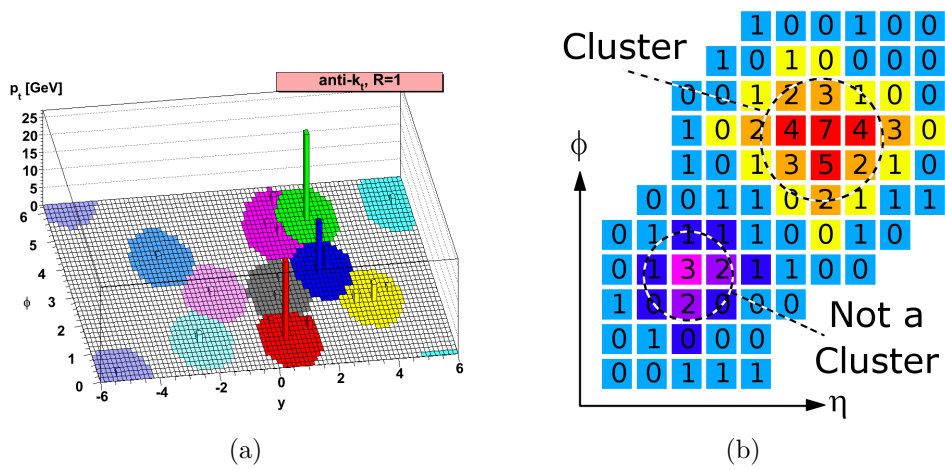 anti-k_t, R=1
p_t [GeV]
25
20
15
10
5
0
6
5
4
3
2
1
0
ϕ
-6 -4 -2 0 2 4 6
y
(a)
Cluster
1 0 0 1 0 0
1 0 1 0 0 0 0
0 0 1 2 3 1 0 0
1 0 2 4 7 4 3 0
1 0 1 3 5 2 1 0
0 0 1 1 0 2 1 1 1
0 1 1 1 1 0 0 1 0
0 1 3 2 1 1 0 0
1 0 2 0 0 0
0 1 0 0 0
0 0 1 1 1
ϕ
Not a
Cluster
η
(b)